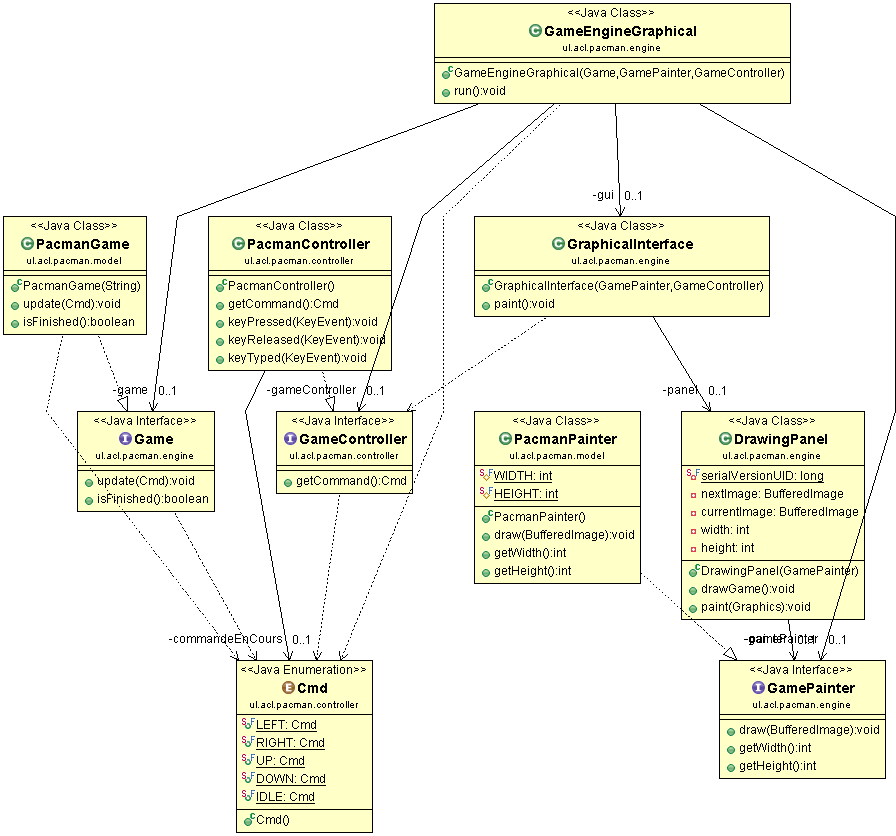 <<Java Class>>
GameEngineGraphical
ul.acl.pacman.engine
GameEngineGraphical(Game,GamePainter,GameController)
run():void
-gui 0..1
<<Java Class>>
PacmanGame
ul.acl.pacman.model
PacmanGame(String)
update(Cmd):void
isFinished():boolean
<<Java Class>>
PacmanController
ul.acl.pacman.controller
PacmanController()
getCommand():Cmd
keyPressed(KeyEvent):void
keyReleased(KeyEvent):void
keyTyped(KeyEvent):void
<<Java Class>>
GraphicalInterface
ul.acl.pacman.engine
GraphicalInterface(GamePainter,GameController)
paint():void
-game 0..1
-gameController 0..1
-panel 0..1
<<Java Interface>>
Game
ul.acl.pacman.engine
update(Cmd):void
isFinished():boolean
<<Java Interface>>
GameController
ul.acl.pacman.controller
getCommand():Cmd
<<Java Class>>
PacmanPainter
ul.acl.pacman.model
WIDTH: int
HEIGHT: int
PacmanPainter()
draw(BufferedImage):void
getWidth():int
getHeight():int
<<Java Class>>
DrawingPanel
ul.acl.pacman.engine
serialVersionUID: long
nextImage: BufferedImage
currentImage: BufferedImage
width: int
height: int
DrawingPanel(GamePainter)
drawGame():void
paint(Graphics):void
-commandeEnCours 0..1
0..1
<<Java Enumeration>>
Cmd
ul.acl.pacman.controller
LEFT: Cmd
RIGHT: Cmd
UP: Cmd
DOWN: Cmd
IDLE: Cmd
Cmd()
<<Java Interface>>
GamePainter
ul.acl.pacman.engine
draw(BufferedImage):void
getWidth():int
getHeight():int